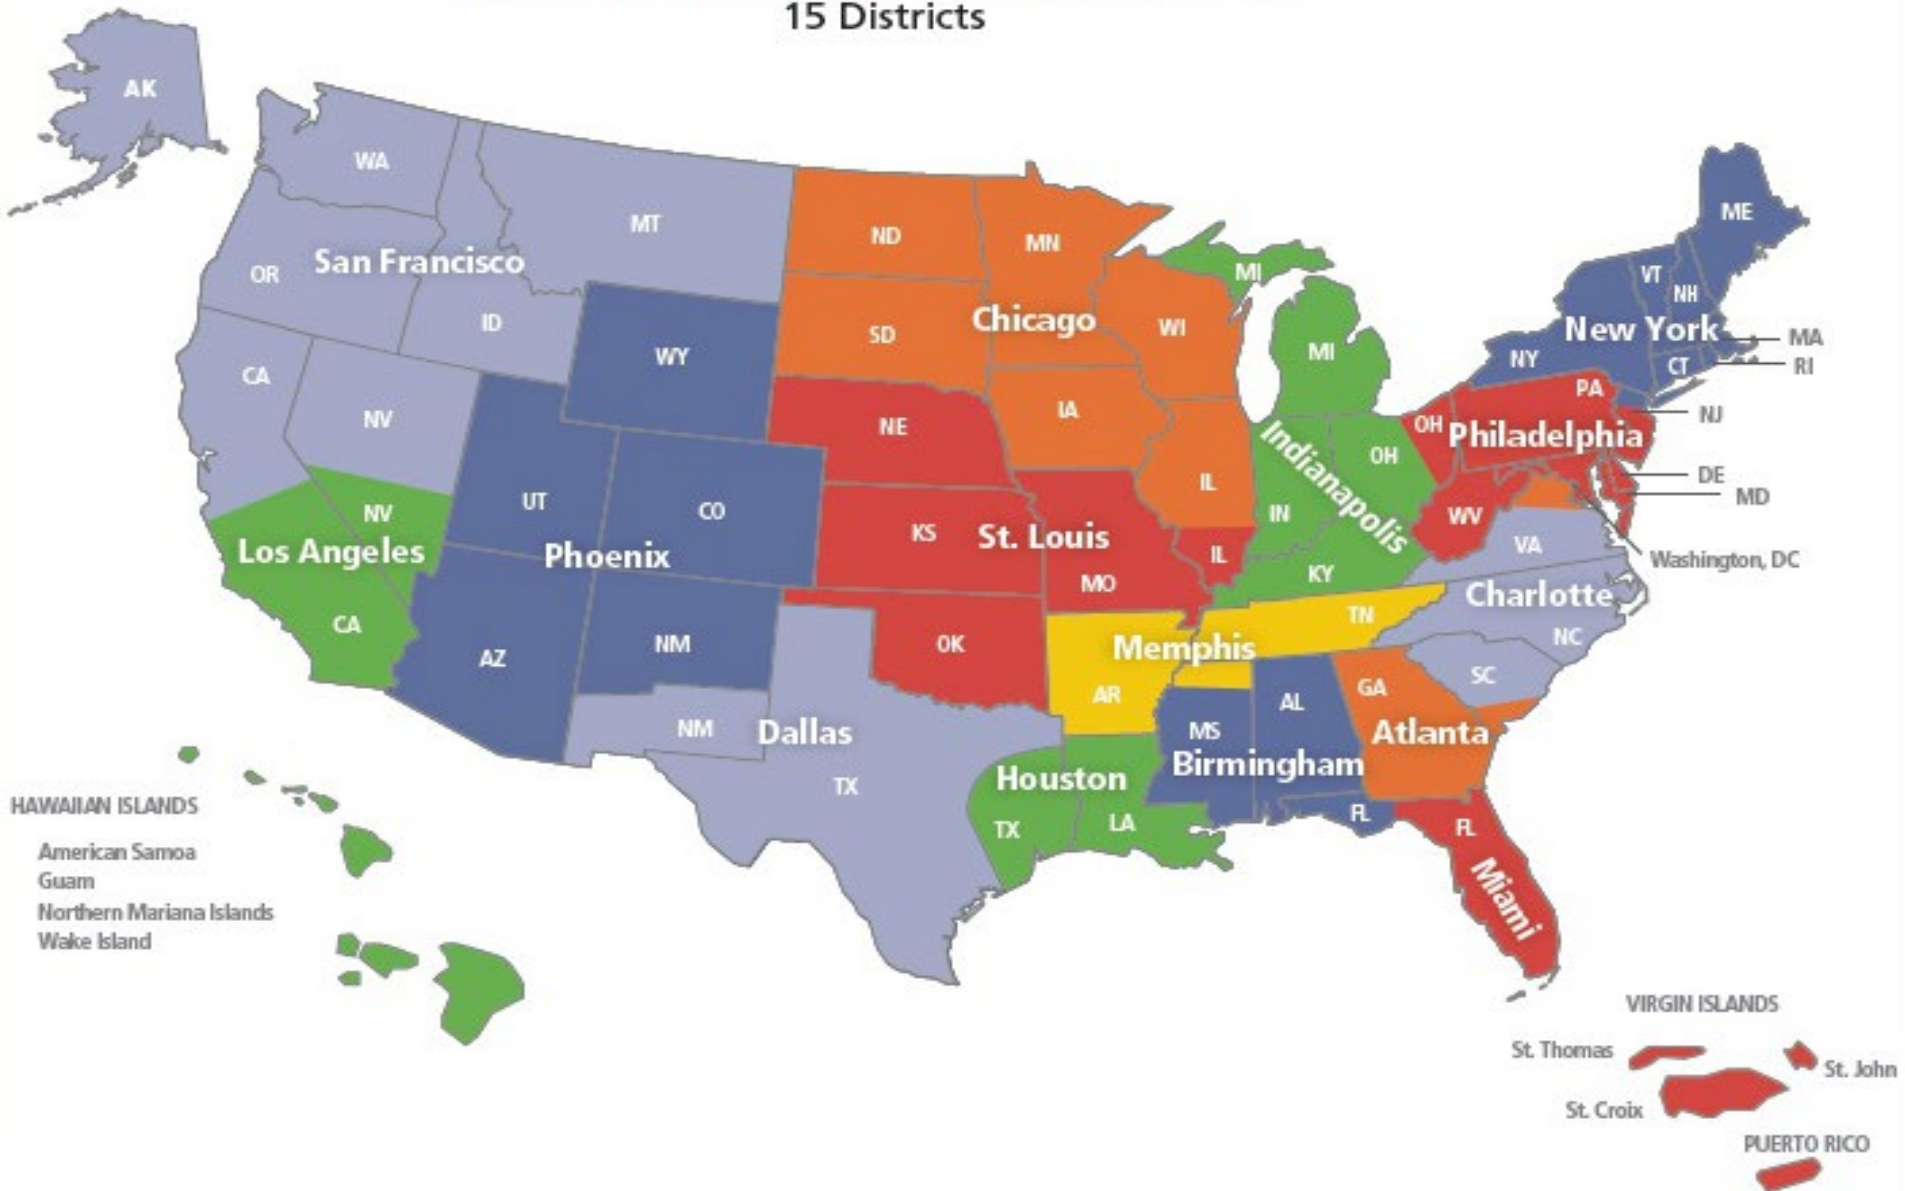 15 Districts
AK
WA
MT
ND
MN
ME
OR
San Francisco
ID
MI
VT
NH
SD
Chicago
WI
New York
MA
WY
MI
NY
CT
RI
CA
PA
NV
NE
IA
OH
Philadelphia
NJ
Indianapolis
OH
DE
UT
CO
IL
MD
NV
IN
WV
Los Angeles
Phoenix
KS
St. Louis
IL
VA
Washington, DC
MO
KY
Charlotte
CA
TN
NC
AZ
NM
OK
Memphis
SC
AR
AL
GA
NM
Dallas
MS
Atlanta
Birmingham
TX
Houston
FL
TX
LA
FL
Miami
HAWAIIAN ISLANDS
American Samoa
Guam
Northern Mariana Islands
Wake Island
VIRGIN ISLANDS
St. Thomas
St. John
St. Croix
PUERTO RICO